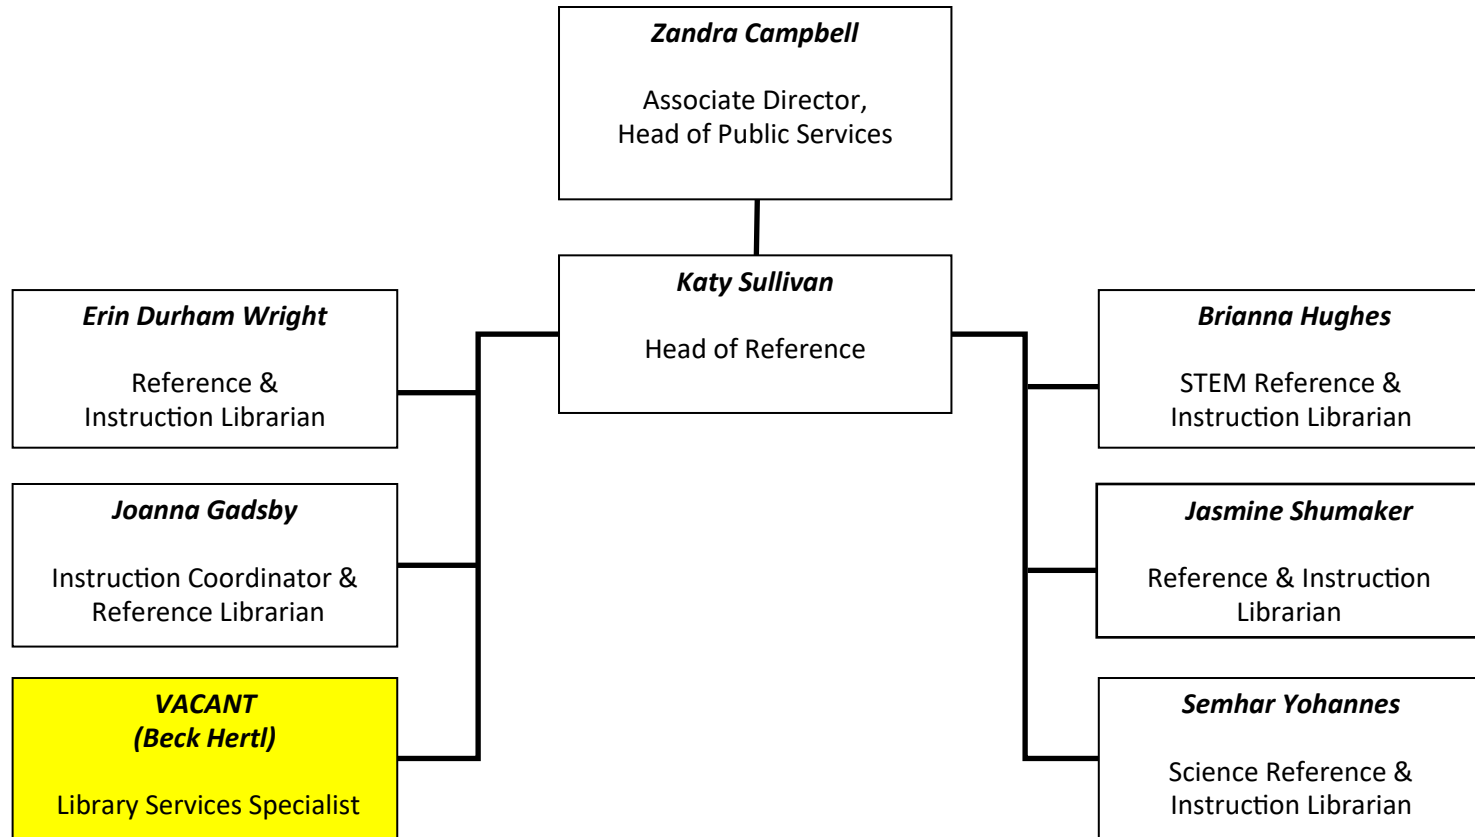 Zandra Campbell
Associate Director,
Head of Public Services
Katy Sullivan
Head of Reference
Erin Durham Wright
Reference &
Instruction Librarian
Joanna Gadsby
Instruction Coordinator &
Reference Librarian
VACANT
(Beck Hertl)
Library Services Specialist
Brianna Hughes
STEM Reference &
Instruction Librarian
Jasmine Shumaker
Reference & Instruction
Librarian
Semhar Yohannes
Science Reference &
Instruction Librarian